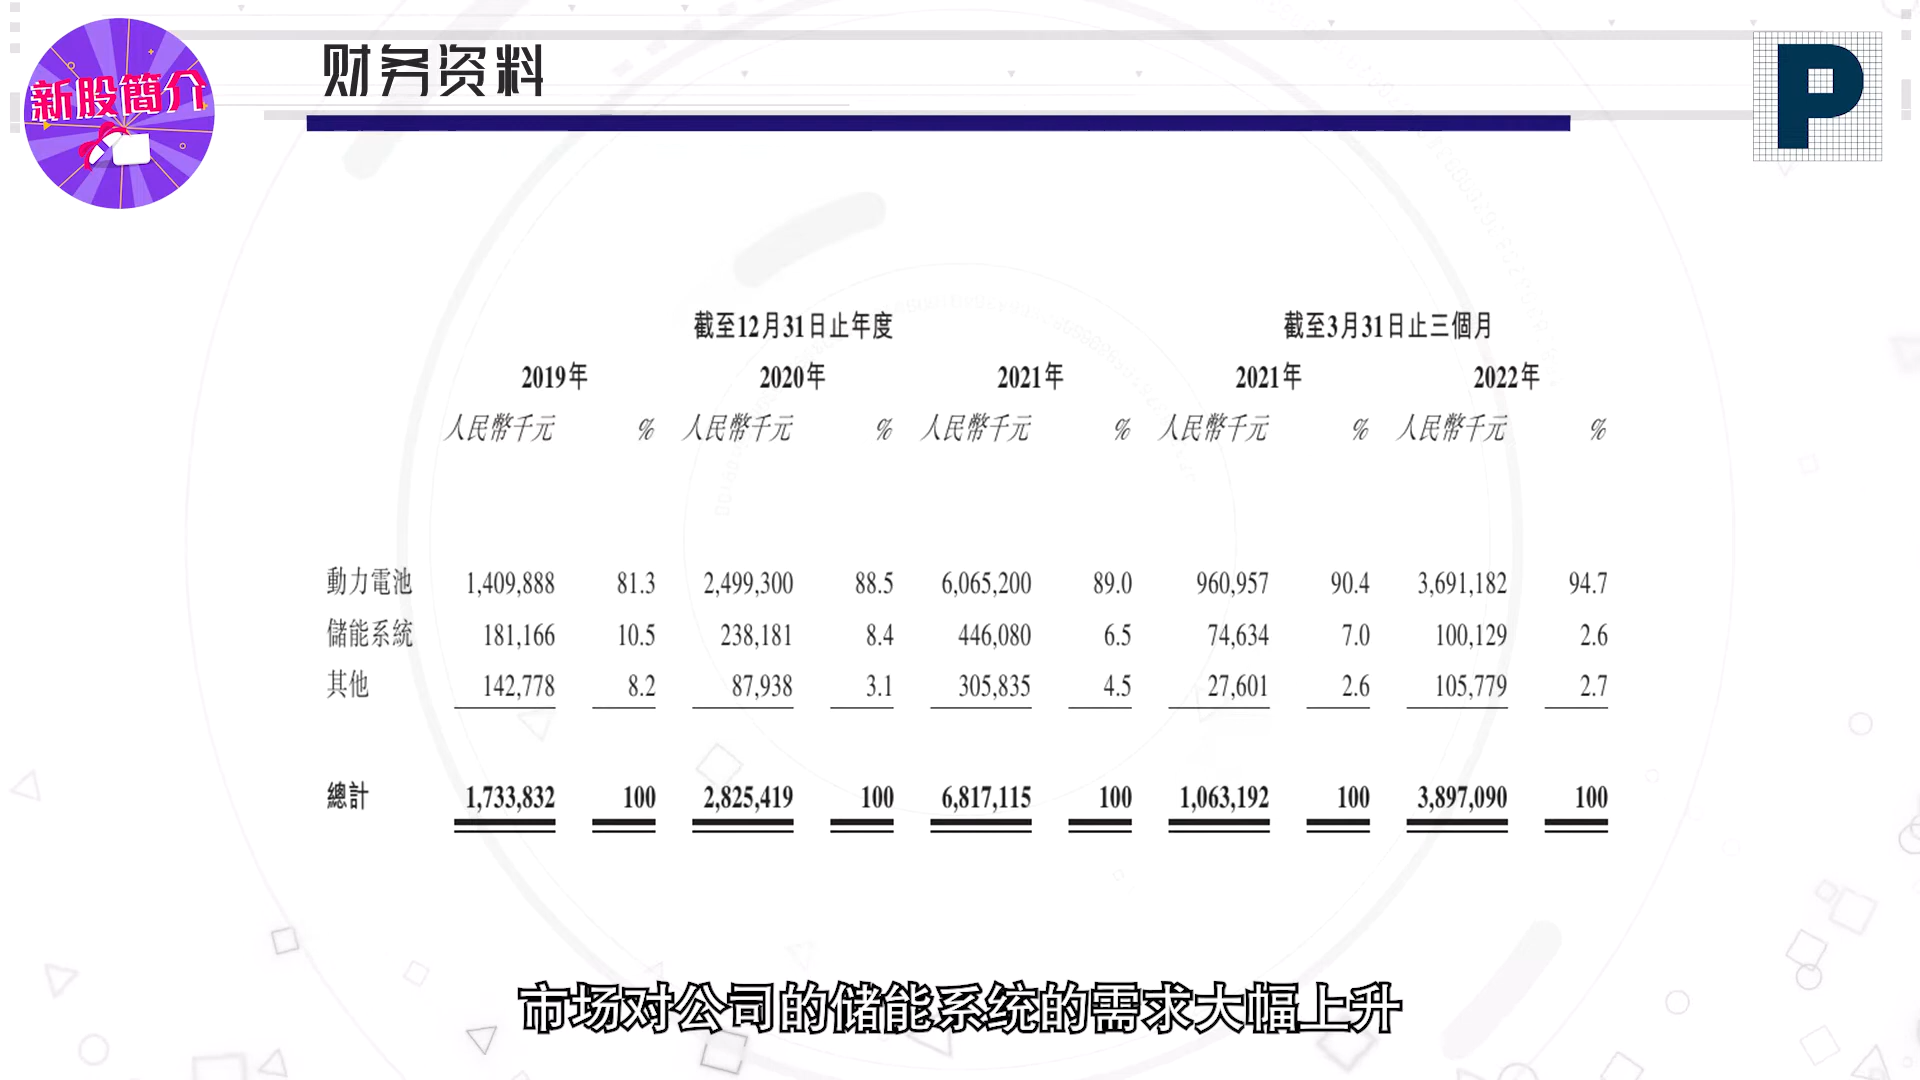 新股簡介
财务资料
P
截至12月31日止年度 截至3月31日止三個月
2019年 2020年 2021年 2021年 2022年
人民幣千元 % 人民幣千元 % 人民幣千元 % 人民幣千元 % 人民幣千元 %
動力電池 1,409,888 81.3 2,499,300 88.5 6,065,200 89.0 960,957 90.4 3,691,182 94.7
儲能系統 181,166 10.5 238,181 8.4 446,080 6.5 74,634 7.0 100,129 2.6
其他 142,778 8.2 87,938 3.1 305,835 4.5 27,601 2.6 105,779 2.7
總計 1,733,832 100 2,825,419 100 6,817,115 100 1,063,192 100 3,897,090 100
市场对公司的储能系统的需求大幅上升